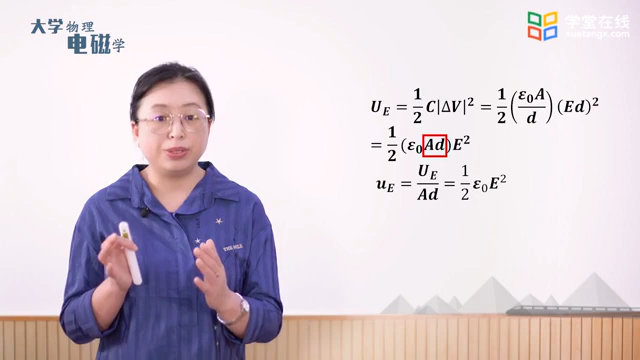 大学物理
电磁学
学堂在线
xuetangx.com
U_E = 1/2 C|ΔV|² = 1/2 (ε₀A/d) (Ed)²
= 1/2 (ε₀Ad)E²
u_E = U_E/Ad = 1/2 ε₀E²